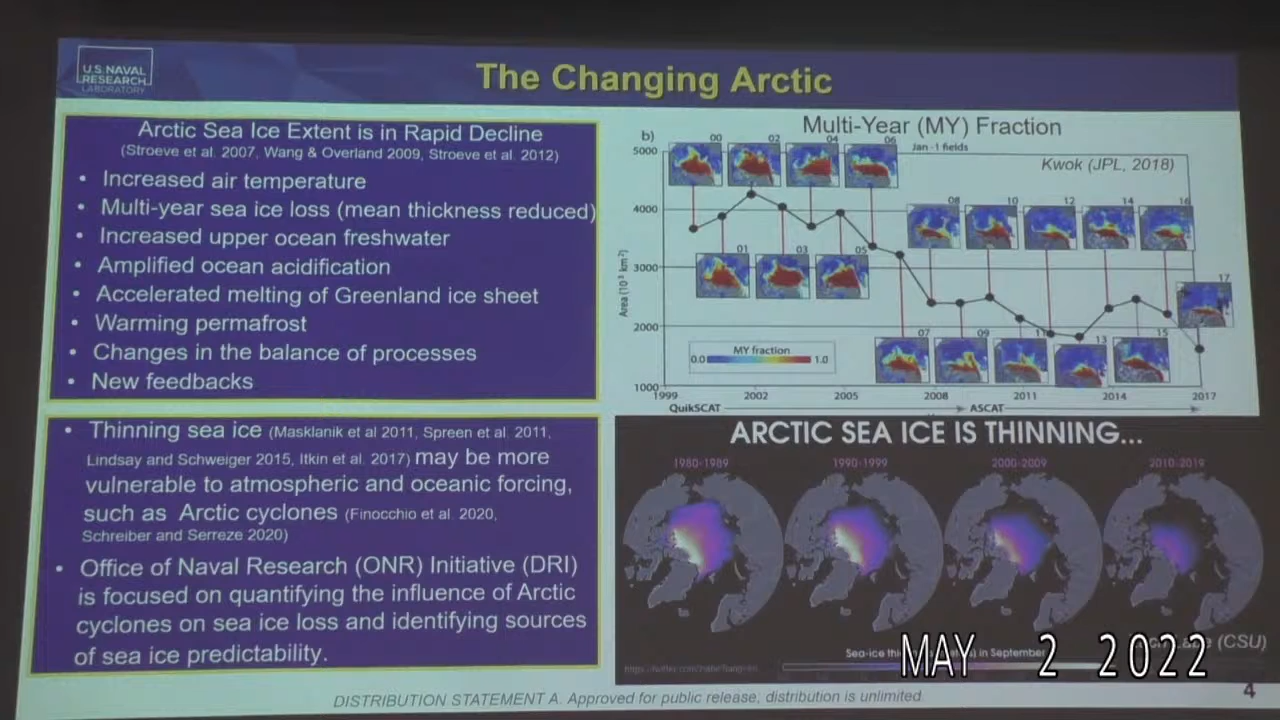 U.S. NAVAL
RESEARCH
LABORATORY
The Changing Arctic
Arctic Sea Ice Extent is in Rapid Decline
(Stroeve et al. 2007, Wang & Overland 2009, Stroeve et al. 2012)
• Increased air temperature
• Multi-year sea ice loss (mean thickness reduced)
• Increased upper ocean freshwater
• Amplified ocean acidification
• Accelerated melting of Greenland ice sheet
• Warming permafrost
• Changes in the balance of processes
• New feedbacks
• Thinning sea ice (Masklanik et al 2011, Spreen et al. 2011,
Lindsay and Schweiger 2015, Itkin et al. 2017) may be more
vulnerable to atmospheric and oceanic forcing,
such as Arctic cyclones (Finocchio et al. 2020,
Schreiber and Serreze 2020)
• Office of Naval Research (ONR) Initiative (DRI)
is focused on quantifying the influence of Arctic
cyclones on sea ice loss and identifying sources
of sea ice predictability.
Multi-Year (MY) Fraction
b)
Jan -1 fields
Kwok (JPL, 2018)
00 02 04 06
08 10 12 14 16
01 03 05
17
07 09 11 13 15
5000
4000
3000
2000
1000
Area (10³ km²)
MY fraction
0.0 1.0
1999 2002 2005 2008 2011 2014 2017
QuikSCAT ASCAT
ARCTIC SEA ICE IS THINNING...
1980-1989 1990-1999 2000-2009 2010-2019
Sea-ice in September
(CSU)
MAY 2 2022
DISTRIBUTION STATEMENT A. Approved for public release, distribution is unlimited
4